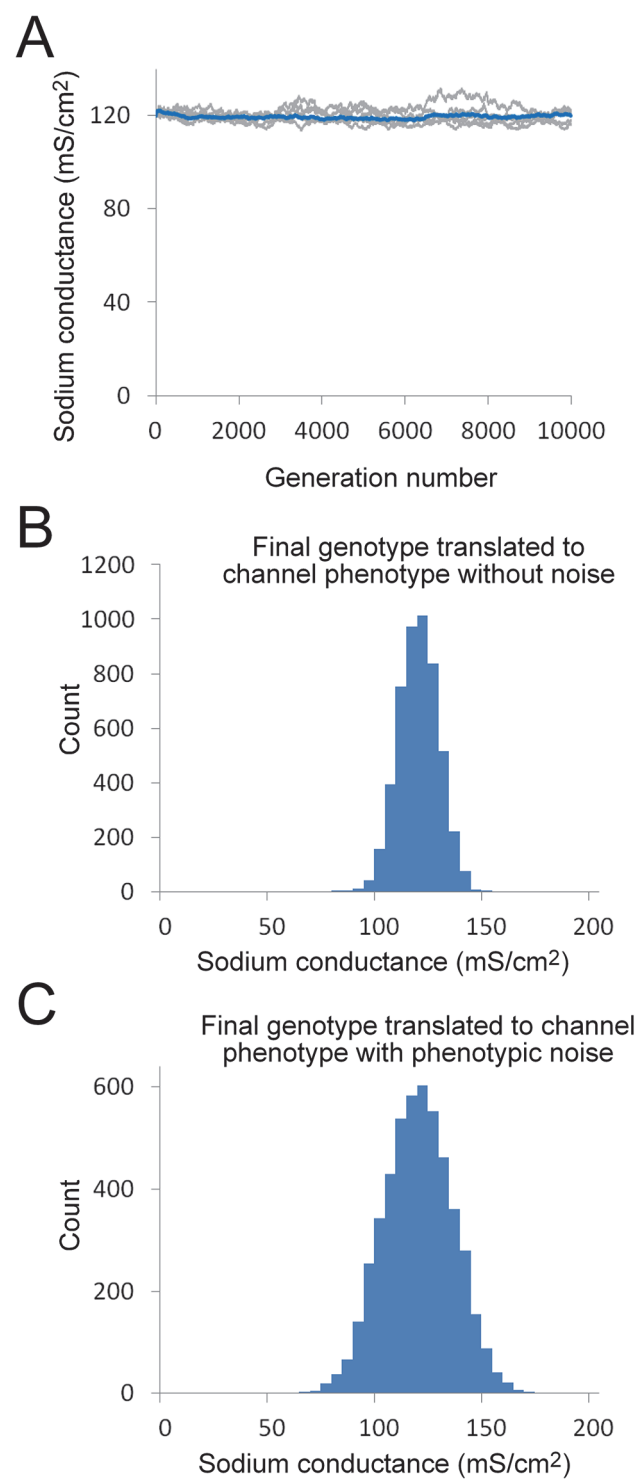 A
Sodium conductance (mS/cm2)
120
80
40
0
0 2000 4000 6000 8000 10000
Generation number
B
Final genotype translated to
channel phenotype without noise
Count
1200
1000
800
600
400
200
0
0 50 100 150 200
Sodium conductance (mS/cm2)
C
Final genotype translated to channel
phenotype with phenotypic noise
Count
600
400
200
0
0 50 100 150 200
Sodium conductance (mS/cm2)